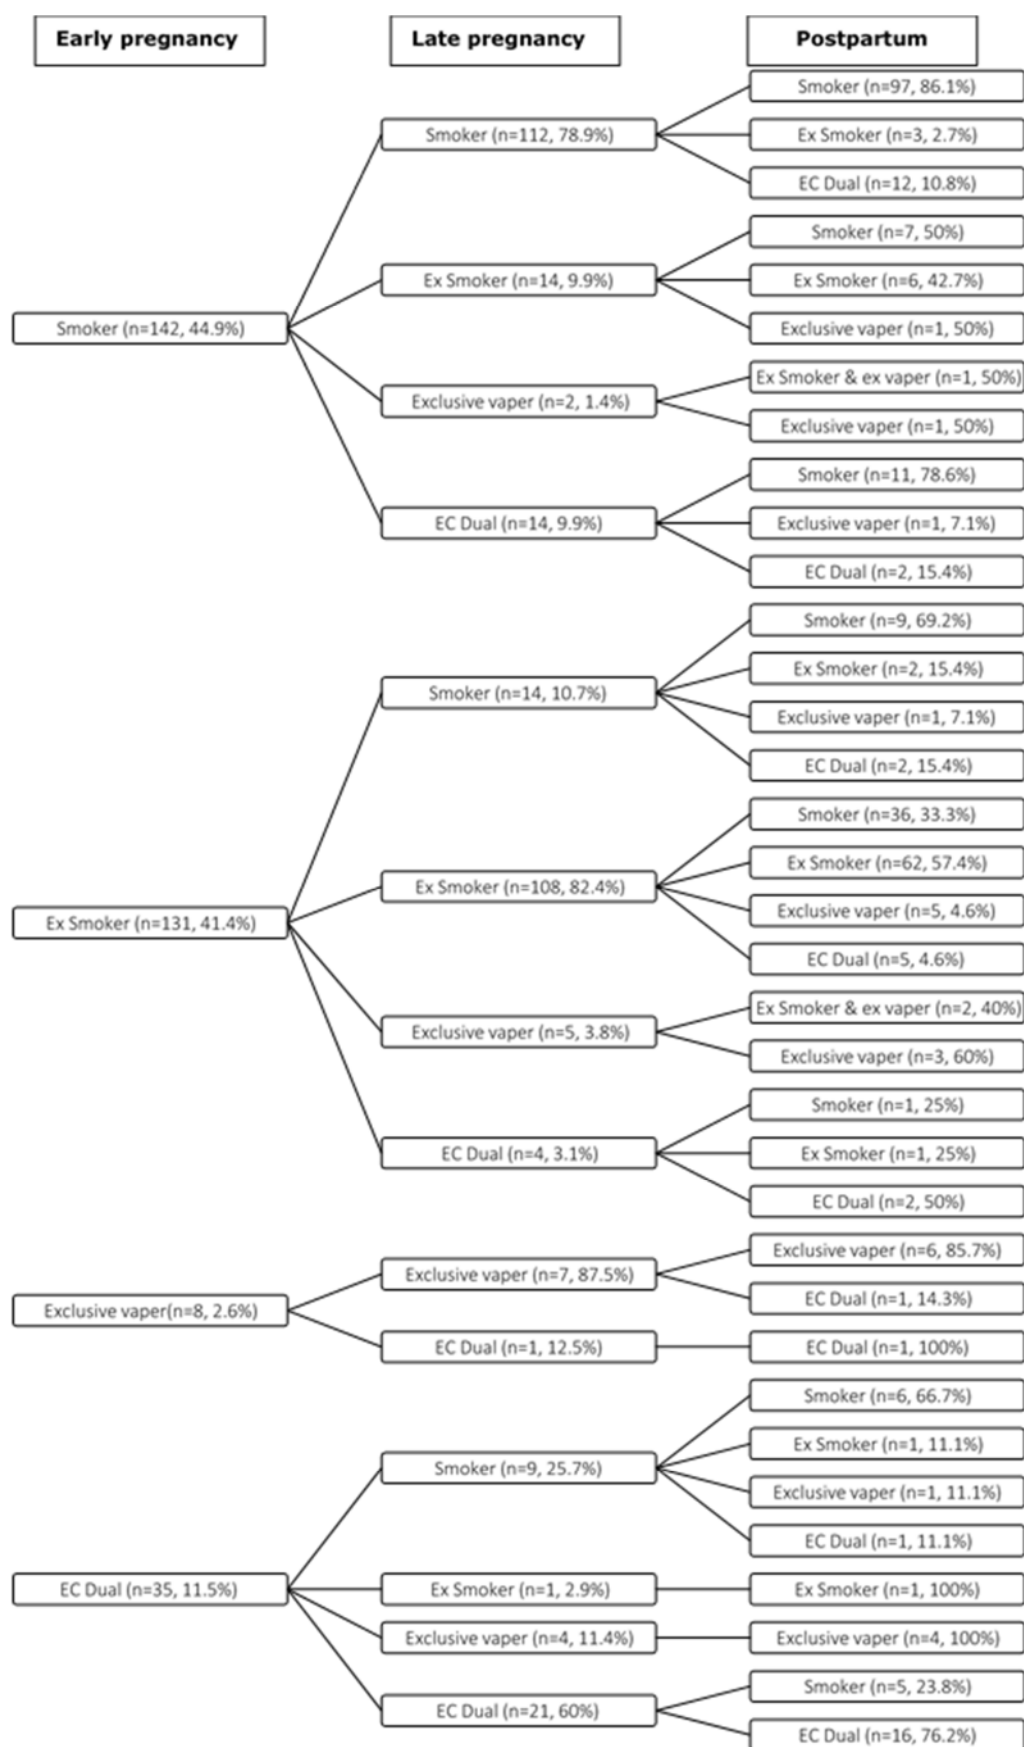 Early pregnancy
Late pregnancy
Postpartum
Smoker (n=142, 44.9%)
Smoker (n=112, 78.9%)
Smoker (n=97, 86.1%)
Ex Smoker (n=3, 2.7%)
EC Dual (n=12, 10.8%)
Ex Smoker (n=14, 9.9%)
Smoker (n=7, 50%)
Ex Smoker (n=6, 42.7%)
Exclusive vaper (n=1, 50%)
Exclusive vaper (n=2, 1.4%)
Ex Smoker & ex vaper (n=1, 50%)
Exclusive vaper (n=1, 50%)
EC Dual (n=14, 9.9%)
Smoker (n=11, 78.6%)
Exclusive vaper (n=1, 7.1%)
EC Dual (n=2, 15.4%)
Ex Smoker (n=131, 41.4%)
Smoker (n=14, 10.7%)
Smoker (n=9, 69.2%)
Ex Smoker (n=2, 15.4%)
Exclusive vaper (n=1, 7.1%)
EC Dual (n=2, 15.4%)
Ex Smoker (n=108, 82.4%)
Smoker (n=36, 33.3%)
Ex Smoker (n=62, 57.4%)
Exclusive vaper (n=5, 4.6%)
EC Dual (n=5, 4.6%)
Exclusive vaper (n=5, 3.8%)
Ex Smoker & ex vaper (n=2, 40%)
Exclusive vaper (n=3, 60%)
EC Dual (n=4, 3.1%)
Smoker (n=1, 25%)
Ex Smoker (n=1, 25%)
EC Dual (n=2, 50%)
Exclusive vaper(n=8, 2.6%)
Exclusive vaper (n=7, 87.5%)
Exclusive vaper (n=6, 85.7%)
EC Dual (n=1, 14.3%)
EC Dual (n=1, 12.5%)
EC Dual (n=1, 100%)
EC Dual (n=35, 11.5%)
Smoker (n=9, 25.7%)
Smoker (n=6, 66.7%)
Ex Smoker (n=1, 11.1%)
Exclusive vaper (n=1, 11.1%)
EC Dual (n=1, 11.1%)
Ex Smoker (n=1, 2.9%)
Ex Smoker (n=1, 100%)
Exclusive vaper (n=4, 11.4%)
Exclusive vaper (n=4, 100%)
EC Dual (n=21, 60%)
Smoker (n=5, 23.8%)
EC Dual (n=16, 76.2%)